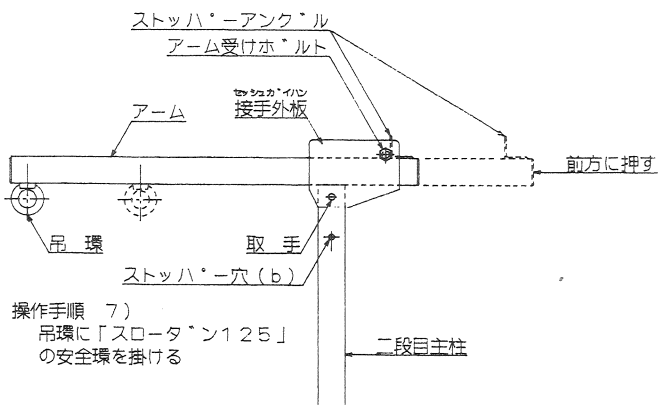 ストッパーアングル
アーム受けボルト
セッシュガイハン
接手外板
アーム
前方に押す
吊環
取手
ストッパー穴(b)
操作手順 7)
吊環に「スローダン125」
の安全環を掛ける
二段目主柱